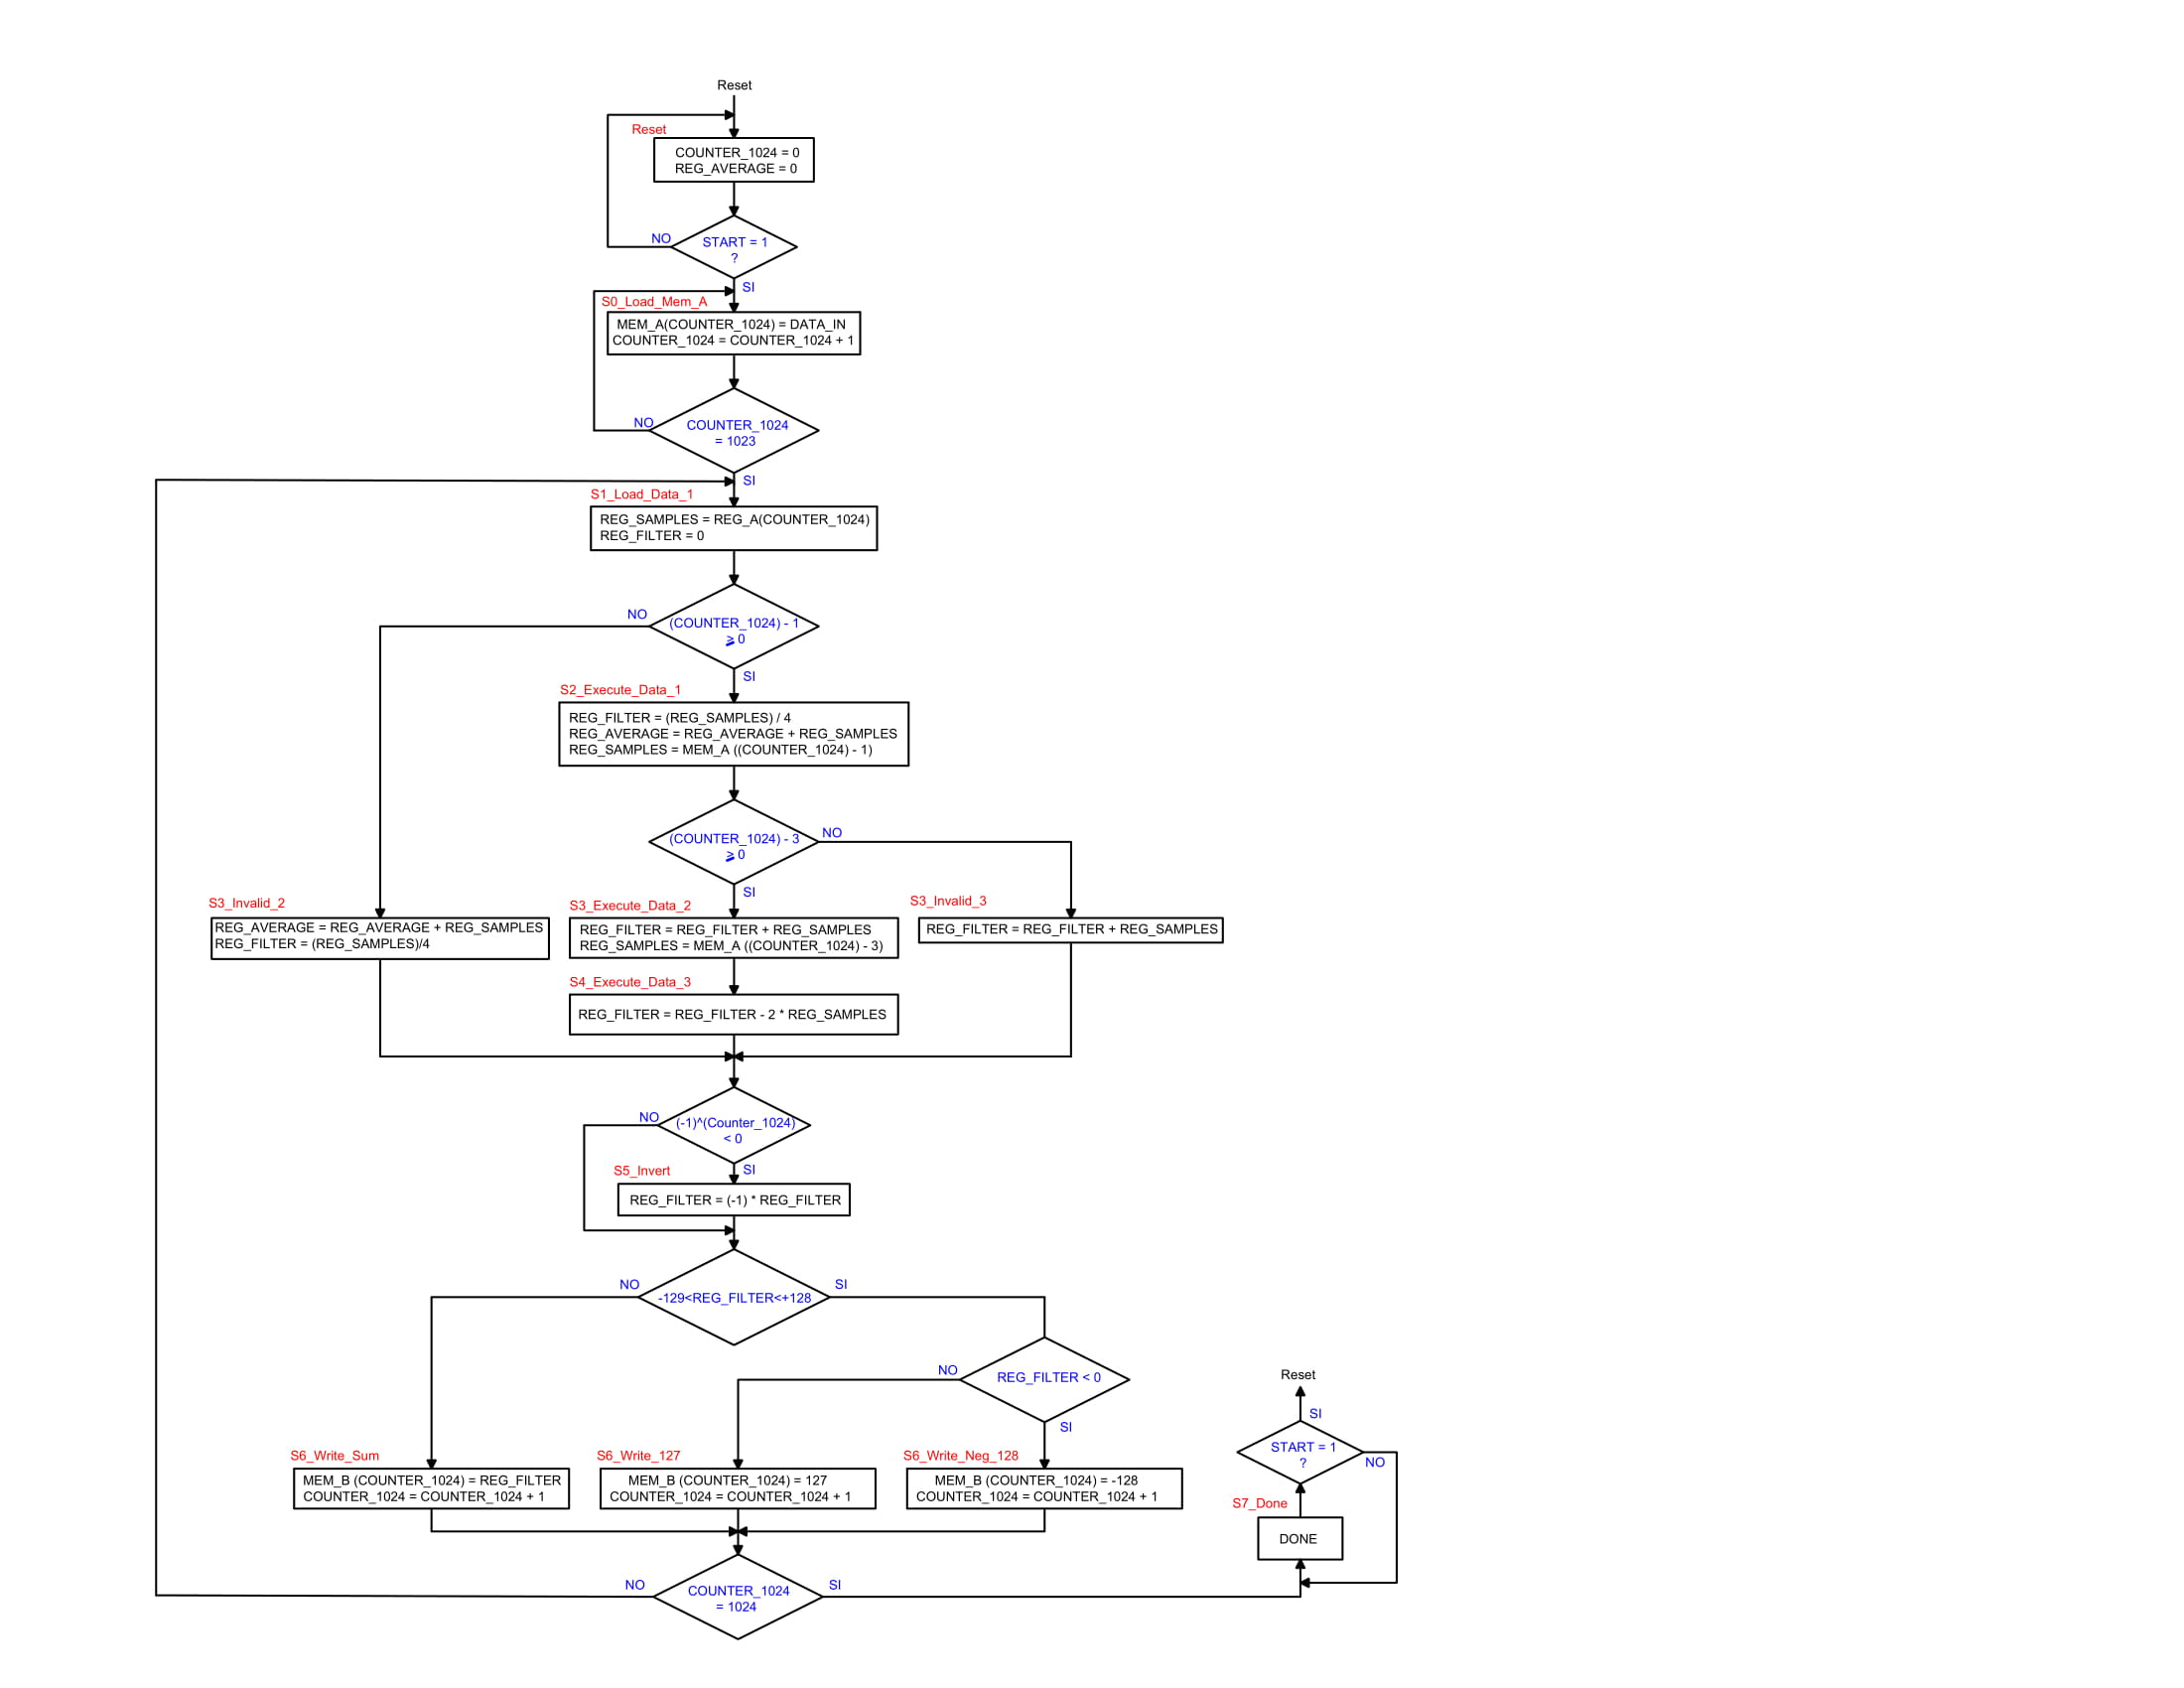 Reset
Reset
COUNTER_1024 = 0
REG_AVERAGE = 0
NO
START = 1
?
SI
S0_Load_Mem_A
MEM_A(COUNTER_1024) = DATA_IN
COUNTER_1024 = COUNTER_1024 + 1
NO
COUNTER_1024
= 1023
SI
S1_Load_Data_1
REG_SAMPLES = REG_A(COUNTER_1024)
REG_FILTER = 0
NO
(COUNTER_1024) - 1
≥ 0
SI
S2_Execute_Data_1
REG_FILTER = (REG_SAMPLES) / 4
REG_AVERAGE = REG_AVERAGE + REG_SAMPLES
REG_SAMPLES = MEM_A ((COUNTER_1024) - 1)
(COUNTER_1024) - 3
≥ 0
NO
SI
S3_Invalid_2
REG_AVERAGE = REG_AVERAGE + REG_SAMPLES
REG_FILTER = (REG_SAMPLES)/4
S3_Execute_Data_2
REG_FILTER = REG_FILTER + REG_SAMPLES
REG_SAMPLES = MEM_A ((COUNTER_1024) - 3)
S3_Invalid_3
REG_FILTER = REG_FILTER + REG_SAMPLES
S4_Execute_Data_3
REG_FILTER = REG_FILTER - 2 * REG_SAMPLES
NO
(-1)^(Counter_1024)
< 0
SI
S5_Invert
REG_FILTER = (-1) * REG_FILTER
NO
-129<REG_FILTER<+128
SI
NO
REG_FILTER < 0
SI
S6_Write_Sum
MEM_B (COUNTER_1024) = REG_FILTER
COUNTER_1024 = COUNTER_1024 + 1
S6_Write_127
MEM_B (COUNTER_1024) = 127
COUNTER_1024 = COUNTER_1024 + 1
S6_Write_Neg_128
MEM_B (COUNTER_1024) = -128
COUNTER_1024 = COUNTER_1024 + 1
NO
COUNTER_1024
= 1024
SI
Reset
SI
START = 1
?
NO
S7_Done
DONE